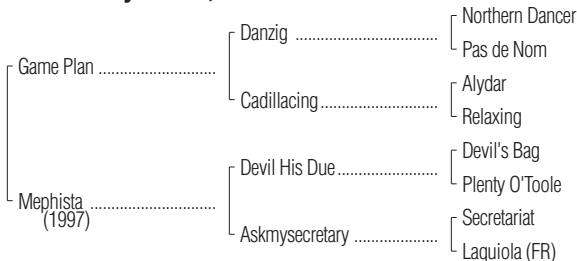 Northern Dancer
Danzig ........................................
Pas de Nom
Game Plan .................................
Alydar
Cadillacing .................................
Relaxing
Devil's Bag
Devil His Due .............................
Plenty O'Toole
Mephista ...................................
(1997)
Secretariat
Askmysecretary .......................
Laquiola (FR)